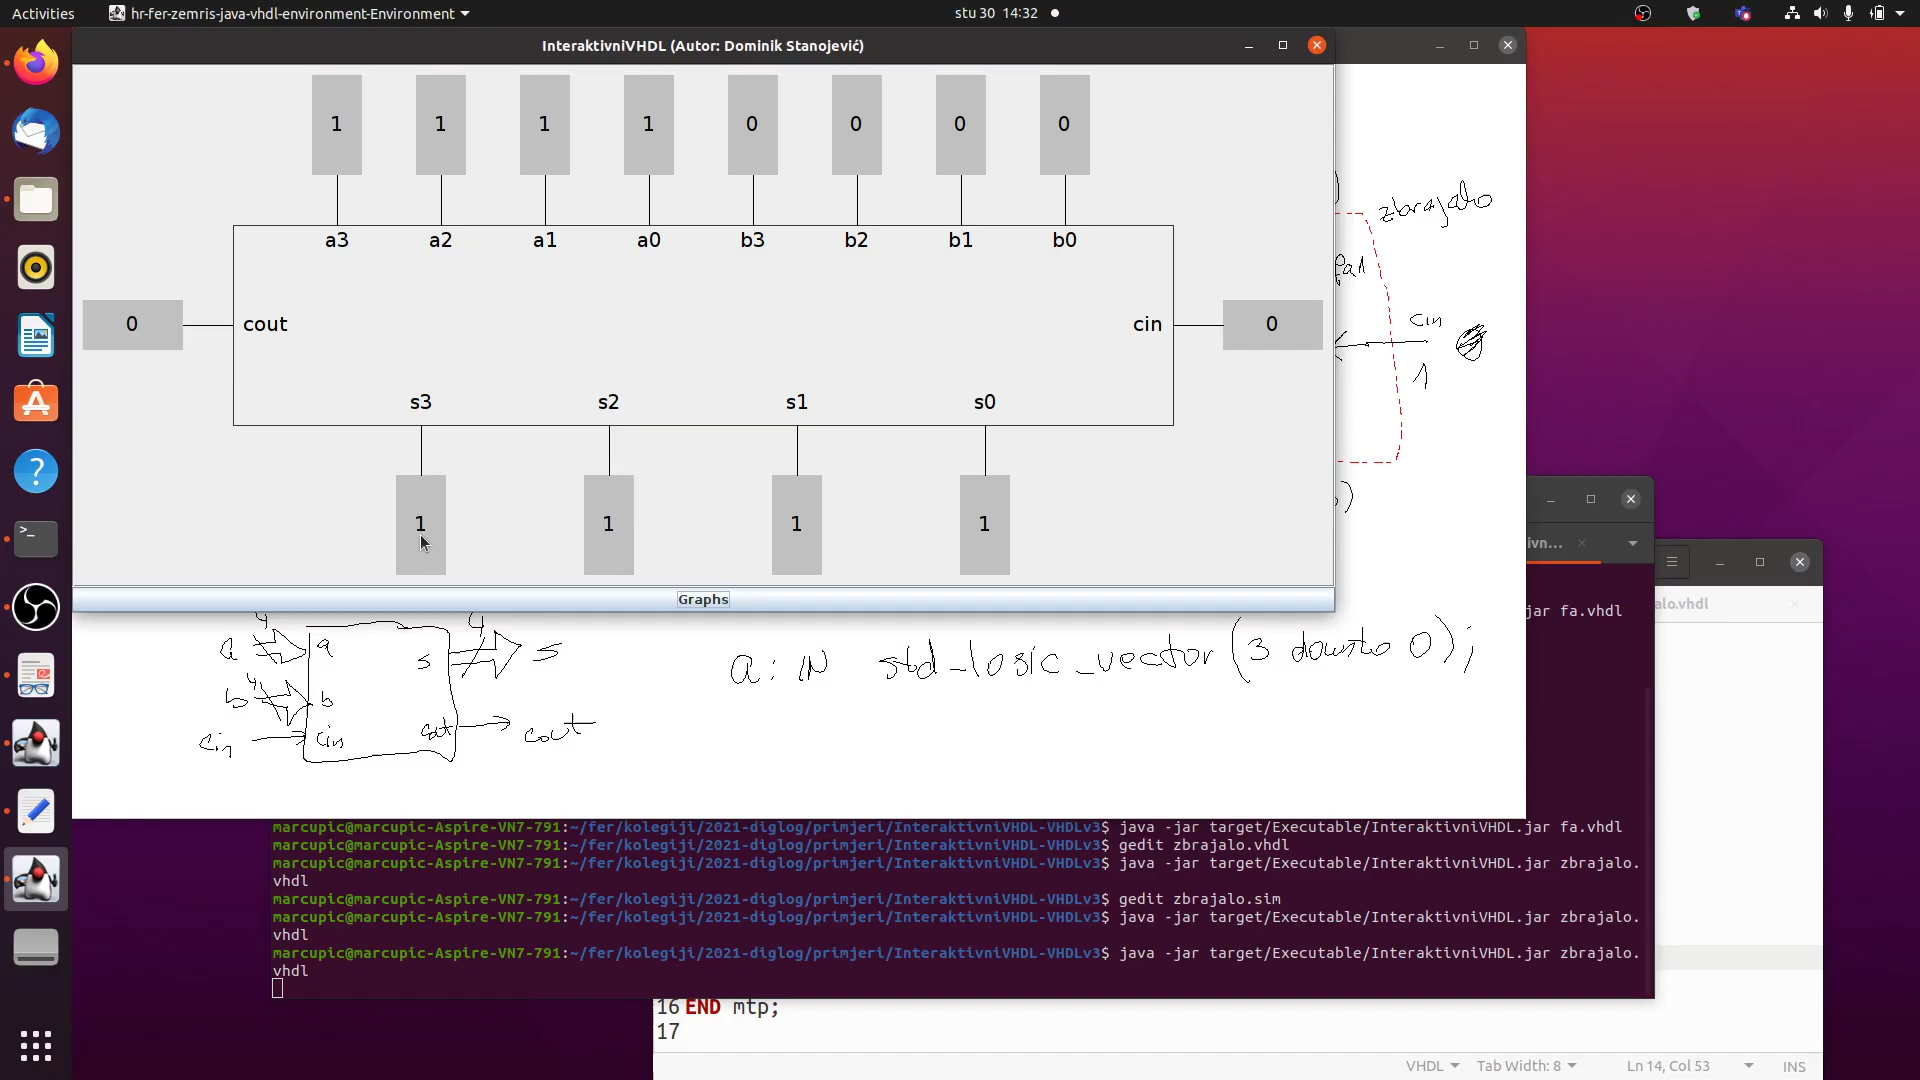 Activities
hr-fer-zemris-java-vhdl-environment-Environment
stu 30 14:32
InteraktivniVHDL (Autor: Dominik Stanojević)
1 1 1 1 0 0 0 0
a3 a2 a1 a0 b3 b2 b1 b0
0 cout cin 0
s3 s2 s1 s0
1 1 1 1
Graphs
zbrajalo
fa1
cin
1
a 4 a s 4 s
b 4 b
cin cin cout cout
a: IN std_logic_vector (3 downto 0);
ivn...
jar fa.vhdl
alo.vhdl
marcupic@marcupic-Aspire-VN7-791:~/fer/kolegiji/2021-diglog/primjeri/InteraktivniVHDL-VHDLv3$ java -jar target/Executable/InteraktivniVHDL.jar fa.vhdl
marcupic@marcupic-Aspire-VN7-791:~/fer/kolegiji/2021-diglog/primjeri/InteraktivniVHDL-VHDLv3$ gedit zbrajalo.vhdl
marcupic@marcupic-Aspire-VN7-791:~/fer/kolegiji/2021-diglog/primjeri/InteraktivniVHDL-VHDLv3$ java -jar target/Executable/InteraktivniVHDL.jar zbrajalo.
vhdl
marcupic@marcupic-Aspire-VN7-791:~/fer/kolegiji/2021-diglog/primjeri/InteraktivniVHDL-VHDLv3$ gedit zbrajalo.sim
marcupic@marcupic-Aspire-VN7-791:~/fer/kolegiji/2021-diglog/primjeri/InteraktivniVHDL-VHDLv3$ java -jar target/Executable/InteraktivniVHDL.jar zbrajalo.
vhdl
marcupic@marcupic-Aspire-VN7-791:~/fer/kolegiji/2021-diglog/primjeri/InteraktivniVHDL-VHDLv3$ java -jar target/Executable/InteraktivniVHDL.jar zbrajalo.
vhdl
16 END mtp;
17
VHDL Tab Width: 8 Ln 14, Col 53 INS